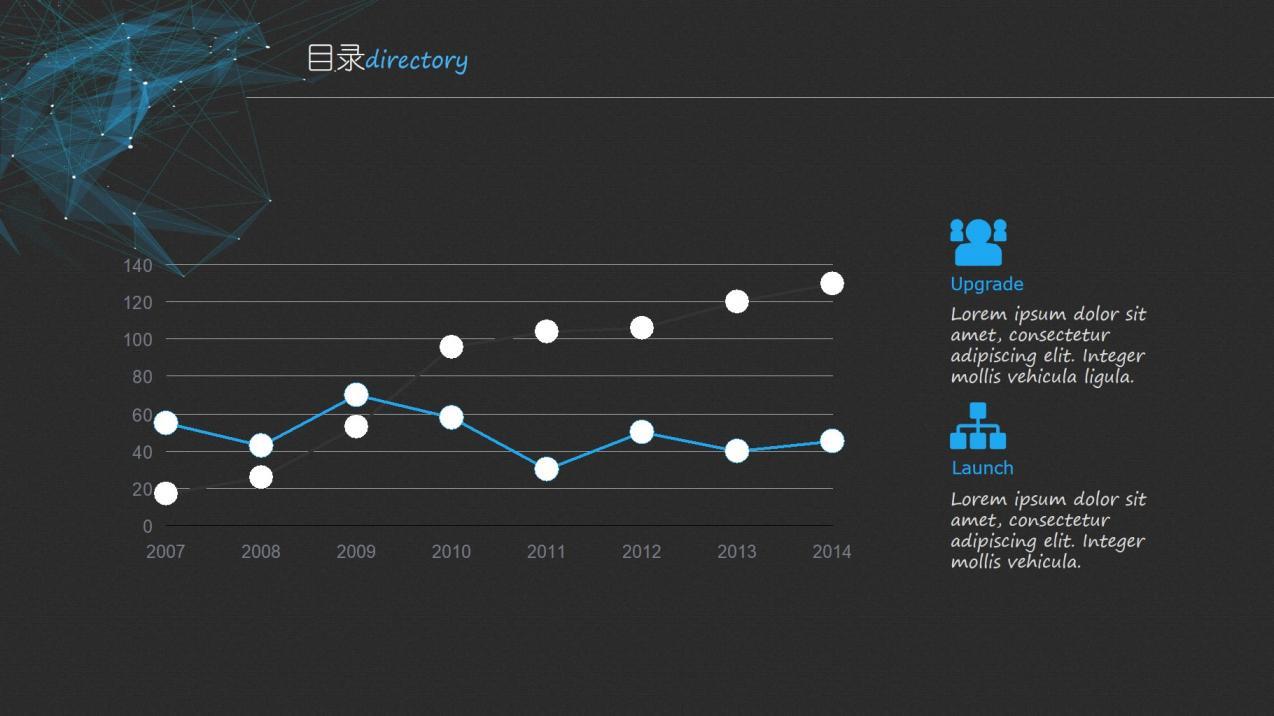 目录directory
140
120
100
80
60
40
20
0
2007 2008 2009 2010 2011 2012 2013 2014
Upgrade
Lorem ipsum dolor sit
amet, consectetur
adipiscing elit. Integer
mollis vehicula ligula.
Launch
Lorem ipsum dolor sit
amet, consectetur
adipiscing elit. Integer
mollis vehicula.